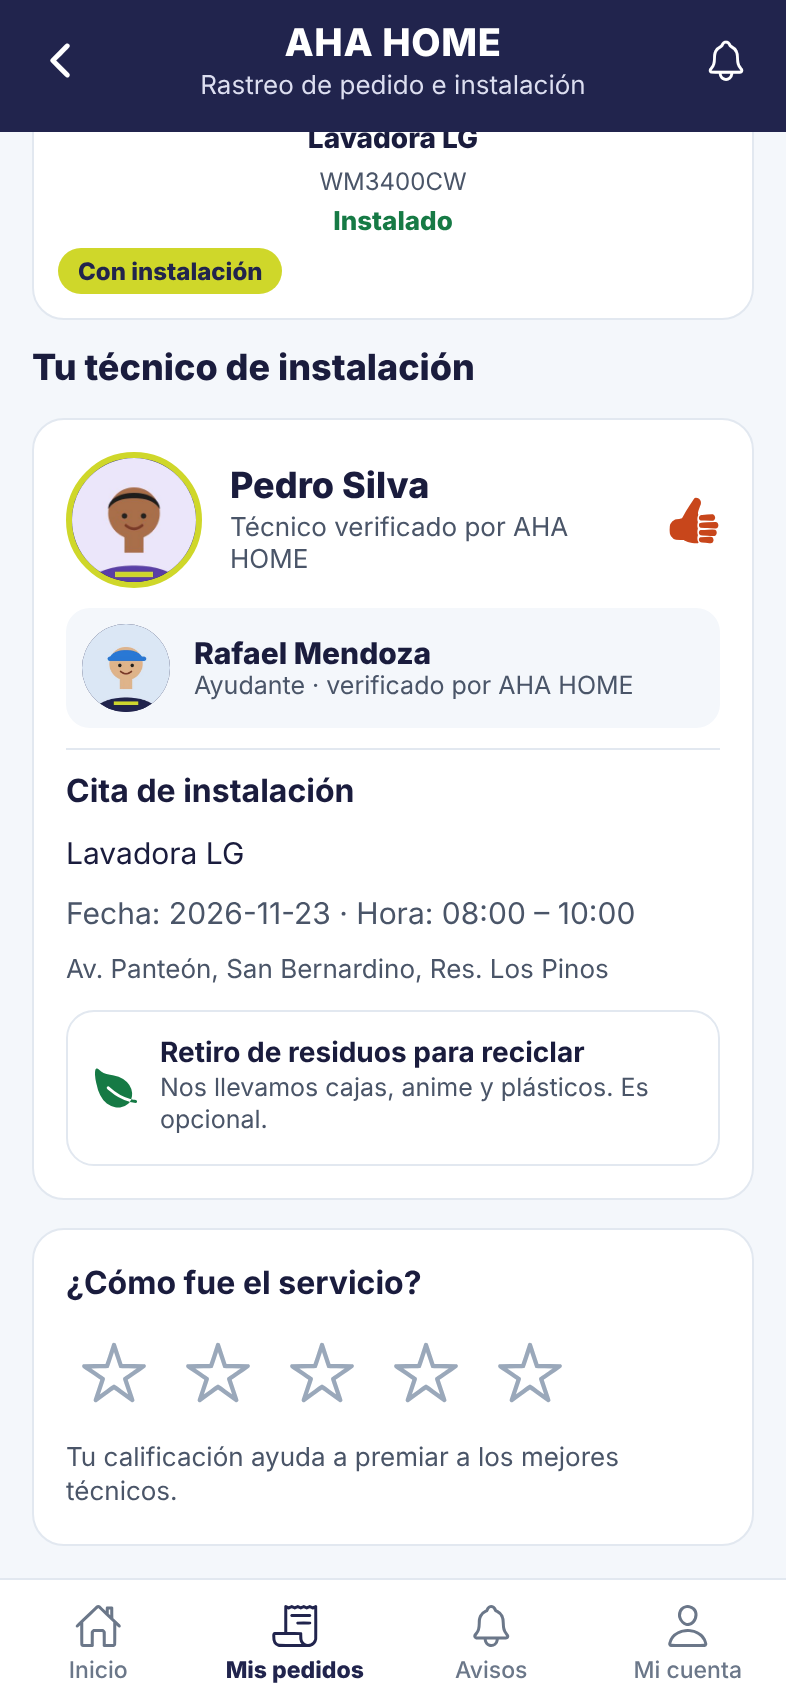 AHA HOME
Rastreo de pedido e instalación
Lavadora LG
WM3400CW
Instalado
Con instalación
Tu técnico de instalación
Pedro Silva
Técnico verificado por AHA
HOME
Rafael Mendoza
Ayudante · verificado por AHA HOME
Cita de instalación
Lavadora LG
Fecha: 2026-11-23 · Hora: 08:00 – 10:00
Av. Panteón, San Bernardino, Res. Los Pinos
Retiro de residuos para reciclar
Nos llevamos cajas, anime y plásticos. Es
opcional.
¿Cómo fue el servicio?
Tu calificación ayuda a premiar a los mejores
técnicos.
Inicio
Mis pedidos
Avisos
Mi cuenta